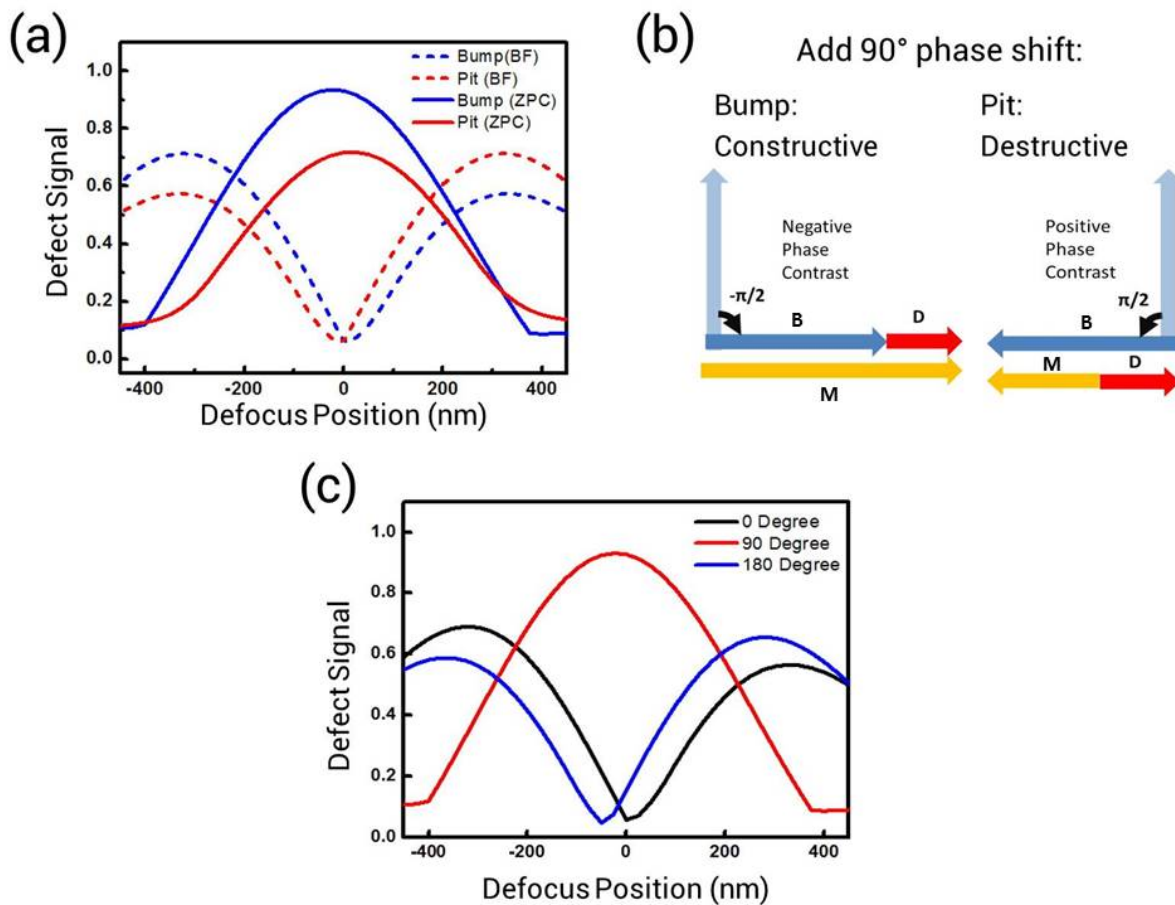 (a)
Defect Signal
1.0
0.8
0.6
0.4
0.2
0.0
-400 -200 0 200 400
Defocus Position (nm)
Bump(BF)
Pit (BF)
Bump (ZPC)
Pit (ZPC)
(b)
Add 90° phase shift:
Bump:
Constructive
Pit:
Destructive
Negative
Phase
Contrast
Positive
Phase
Contrast
-π/2
B
D
M
π/2
B
M
D
(c)
Defect Signal
1.0
0.8
0.6
0.4
0.2
0.0
-400 -200 0 200 400
Defocus Position (nm)
0 Degree
90 Degree
180 Degree